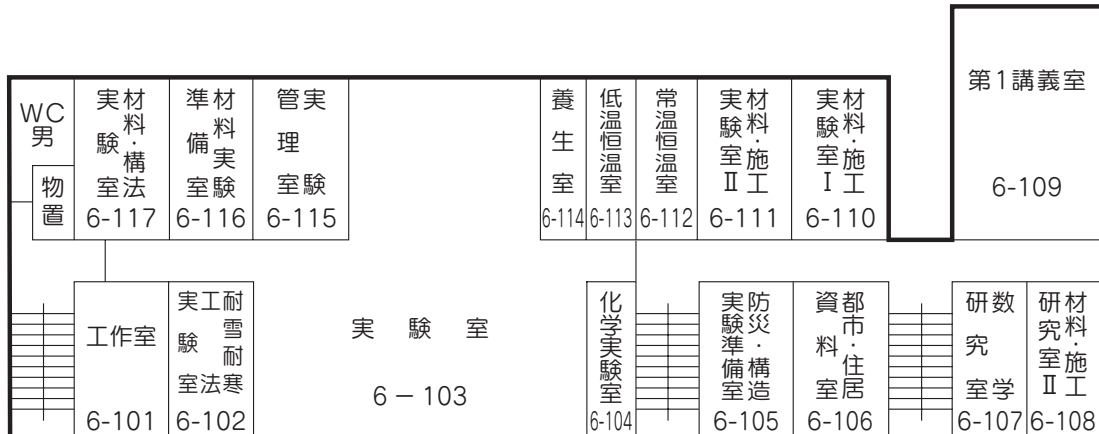 第1講義室
6-109
WC
男
物置
材料・構法
実験室
6-117
材料実験
準備室
6-116
実験
管理室
6-115
養生室
6-114
低温恒温室
6-113
常温恒温室
6-112
材料・施工
実験室Ⅱ
6-111
材料・施工
実験室Ⅰ
6-110
工作室
6-101
耐雪耐寒
工法
実験室
6-102
実験室
6－103
化学実験室
6-104
防災・構造
実験準備室
6-105
都市・住居
資料室
6-106
数学
研究室
6-107
材料・施工
研究室Ⅱ
6-108